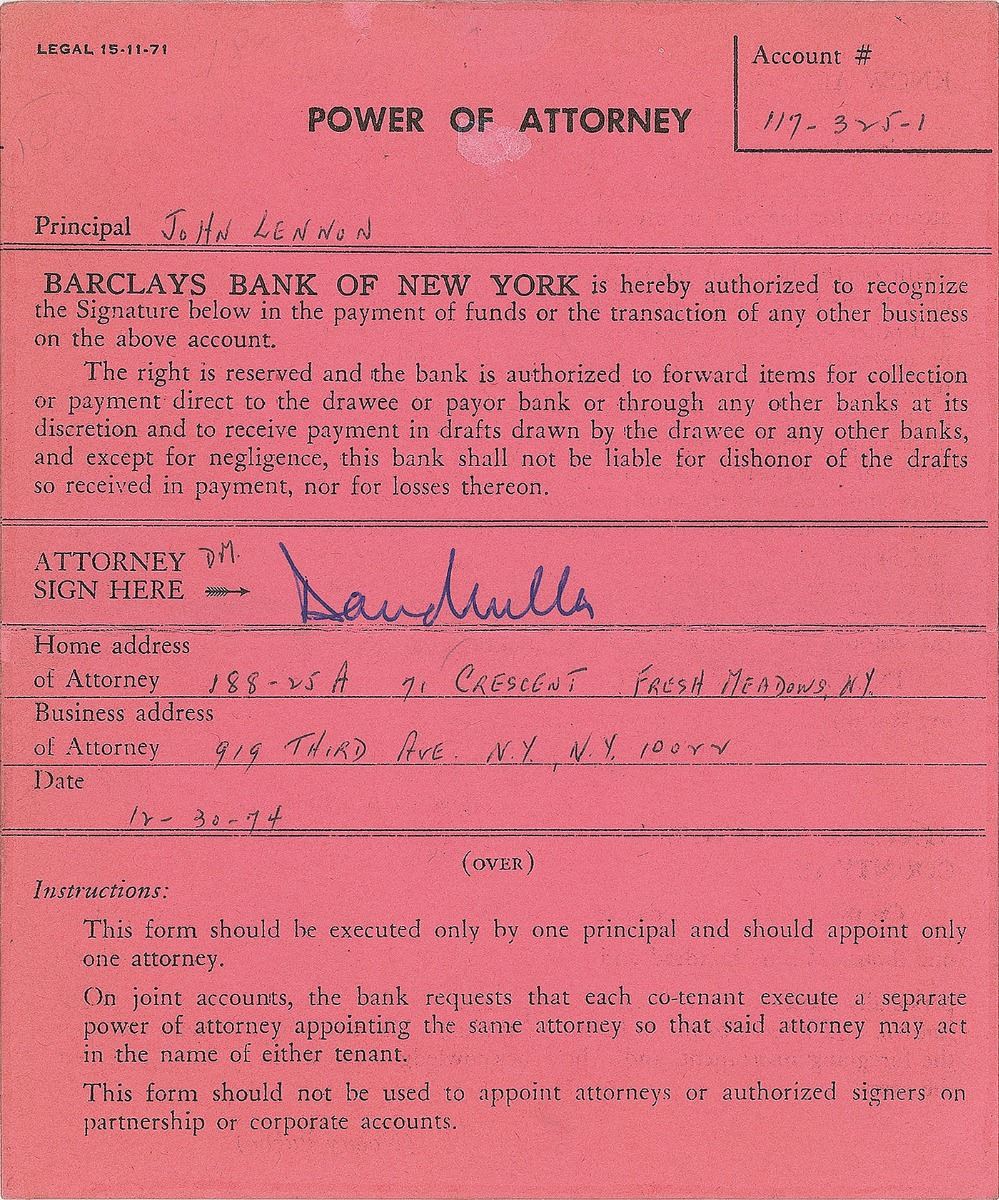 LEGAL 15-11-71
Account #
117-325-1
POWER OF ATTORNEY
Principal JOHN LENNON
BARCLAYS BANK OF NEW YORK is hereby authorized to recognize
the Signature below in the payment of funds or the transaction of any other business
on the above account.
The right is reserved and the bank is authorized to forward items for collection
or payment direct to the drawee or payor bank or through any other banks at its
discretion and to receive payment in drafts drawn by the drawee or any other banks,
and except for negligence, this bank shall not be liable for dishonor of the drafts
so received in payment, nor for losses thereon.
ATTORNEY DM.
SIGN HERE
Home address
of Attorney 188-25 A 71 CRESCENT FRESH MEADOWS, NY.
Business address
of Attorney 919 THIRD AVE. N.Y., N.Y. 10022
Date
12-30-74
(OVER)
Instructions:
This form should be executed only by one principal and should appoint only
one attorney.
On joint accounts, the bank requests that each co-tenant execute a separate
power of attorney appointing the same attorney so that said attorney may act
in the name of either tenant.
This form should not be used to appoint attorneys or authorized signers on
partnership or corporate accounts.